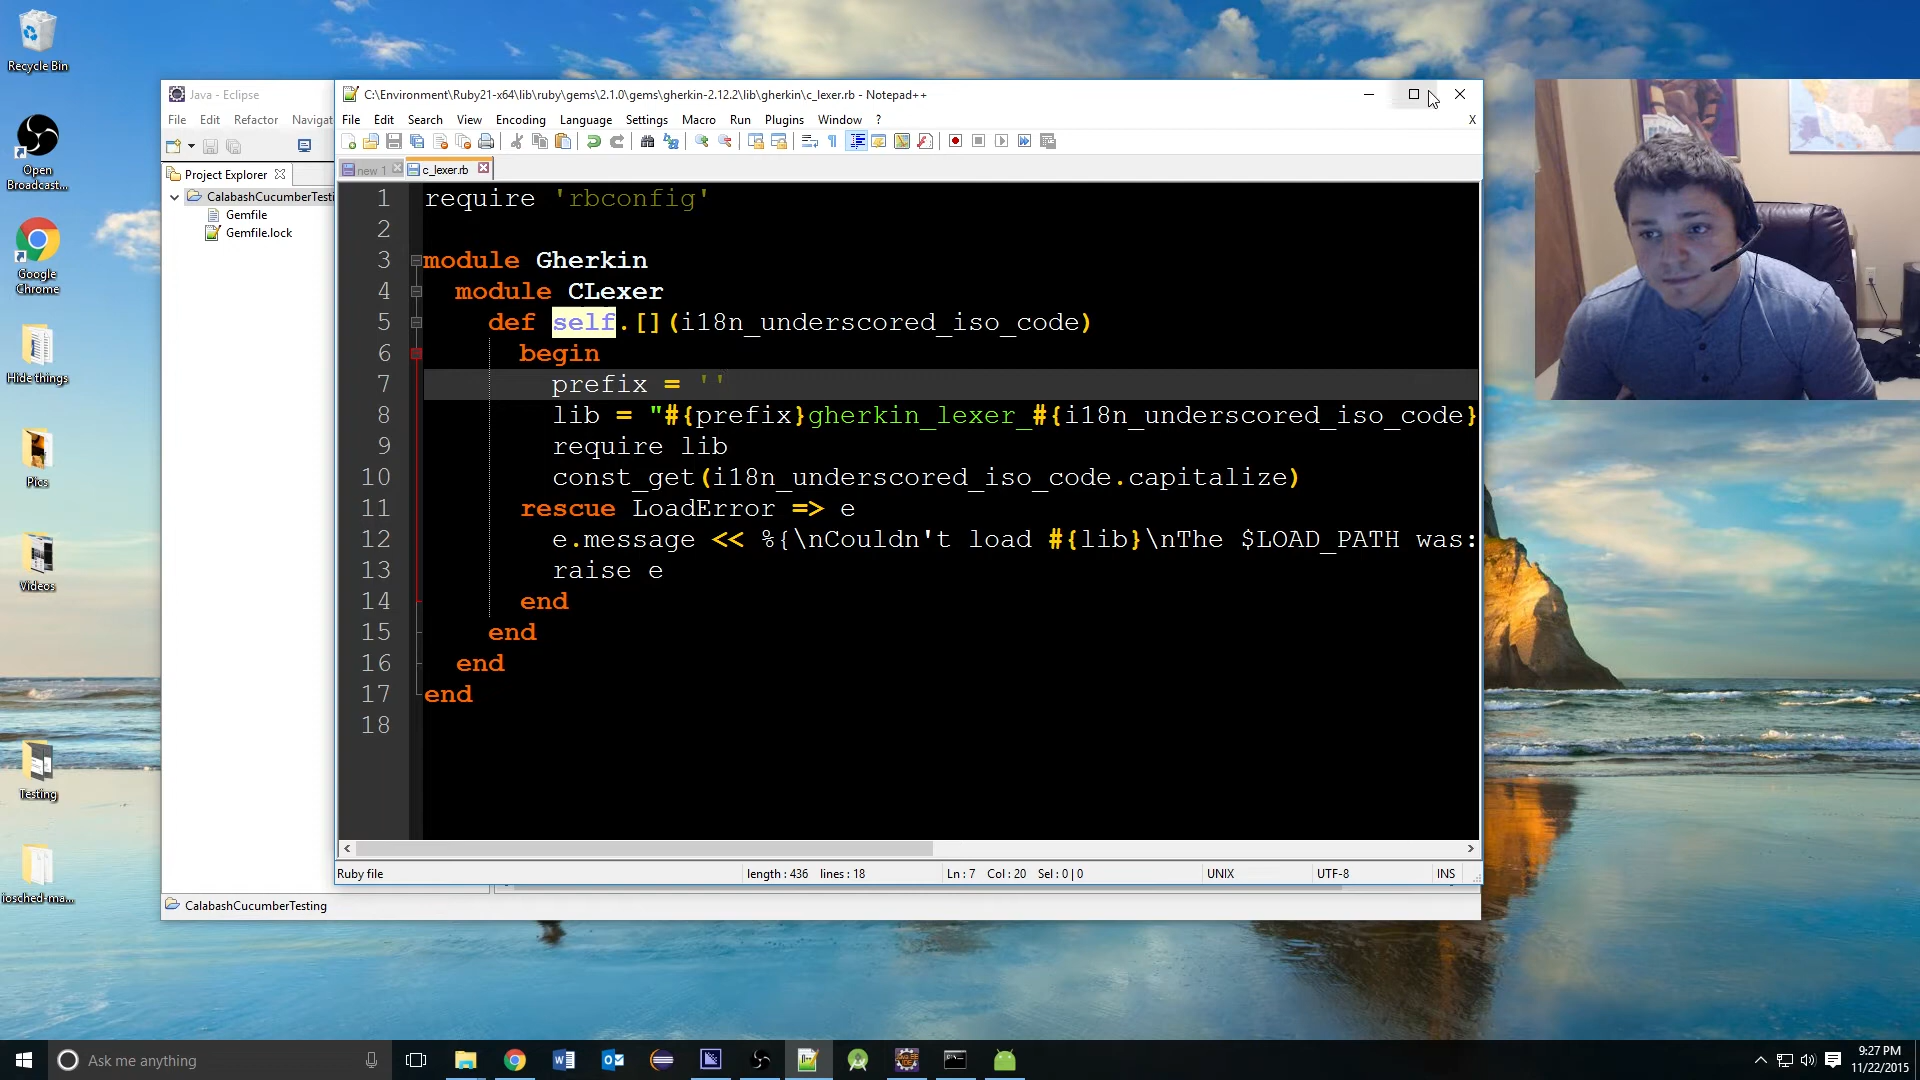 Recycle Bin
Open
Broadcast...
Google
Chrome
Hide things
Pics
Videos
Testing
iosched-ma...
Java - Eclipse
File Edit Refactor Navigat
Project Explorer
CalabashCucumberTesti
Gemfile
Gemfile.lock
CalabashCucumberTesting
C:\Environment\Ruby21-x64\lib\ruby\gems\2.1.0\gems\gherkin-2.12.2\lib\gherkin\c_lexer.rb - Notepad++
File Edit Search View Encoding Language Settings Macro Run Plugins Window ? X
new 1 c_lexer.rb
1 require 'rbconfig'
2
3 module Gherkin
4 module CLexer
5 def self.[](i18n_underscored_iso_code)
6 begin
7 prefix = ''
8 lib = "#{prefix}gherkin_lexer_#{i18n_underscored_iso_code}
9 require lib
10 const_get(i18n_underscored_iso_code.capitalize)
11 rescue LoadError => e
12 e.message << %{\nCouldn't load #{lib}\nThe $LOAD_PATH was:
13 raise e
14 end
15 end
16 end
17 end
18
Ruby file length : 436 lines : 18 Ln : 7 Col : 20 Sel : 0 | 0 UNIX UTF-8 INS
Ask me anything
9:27 PM
11/22/2015